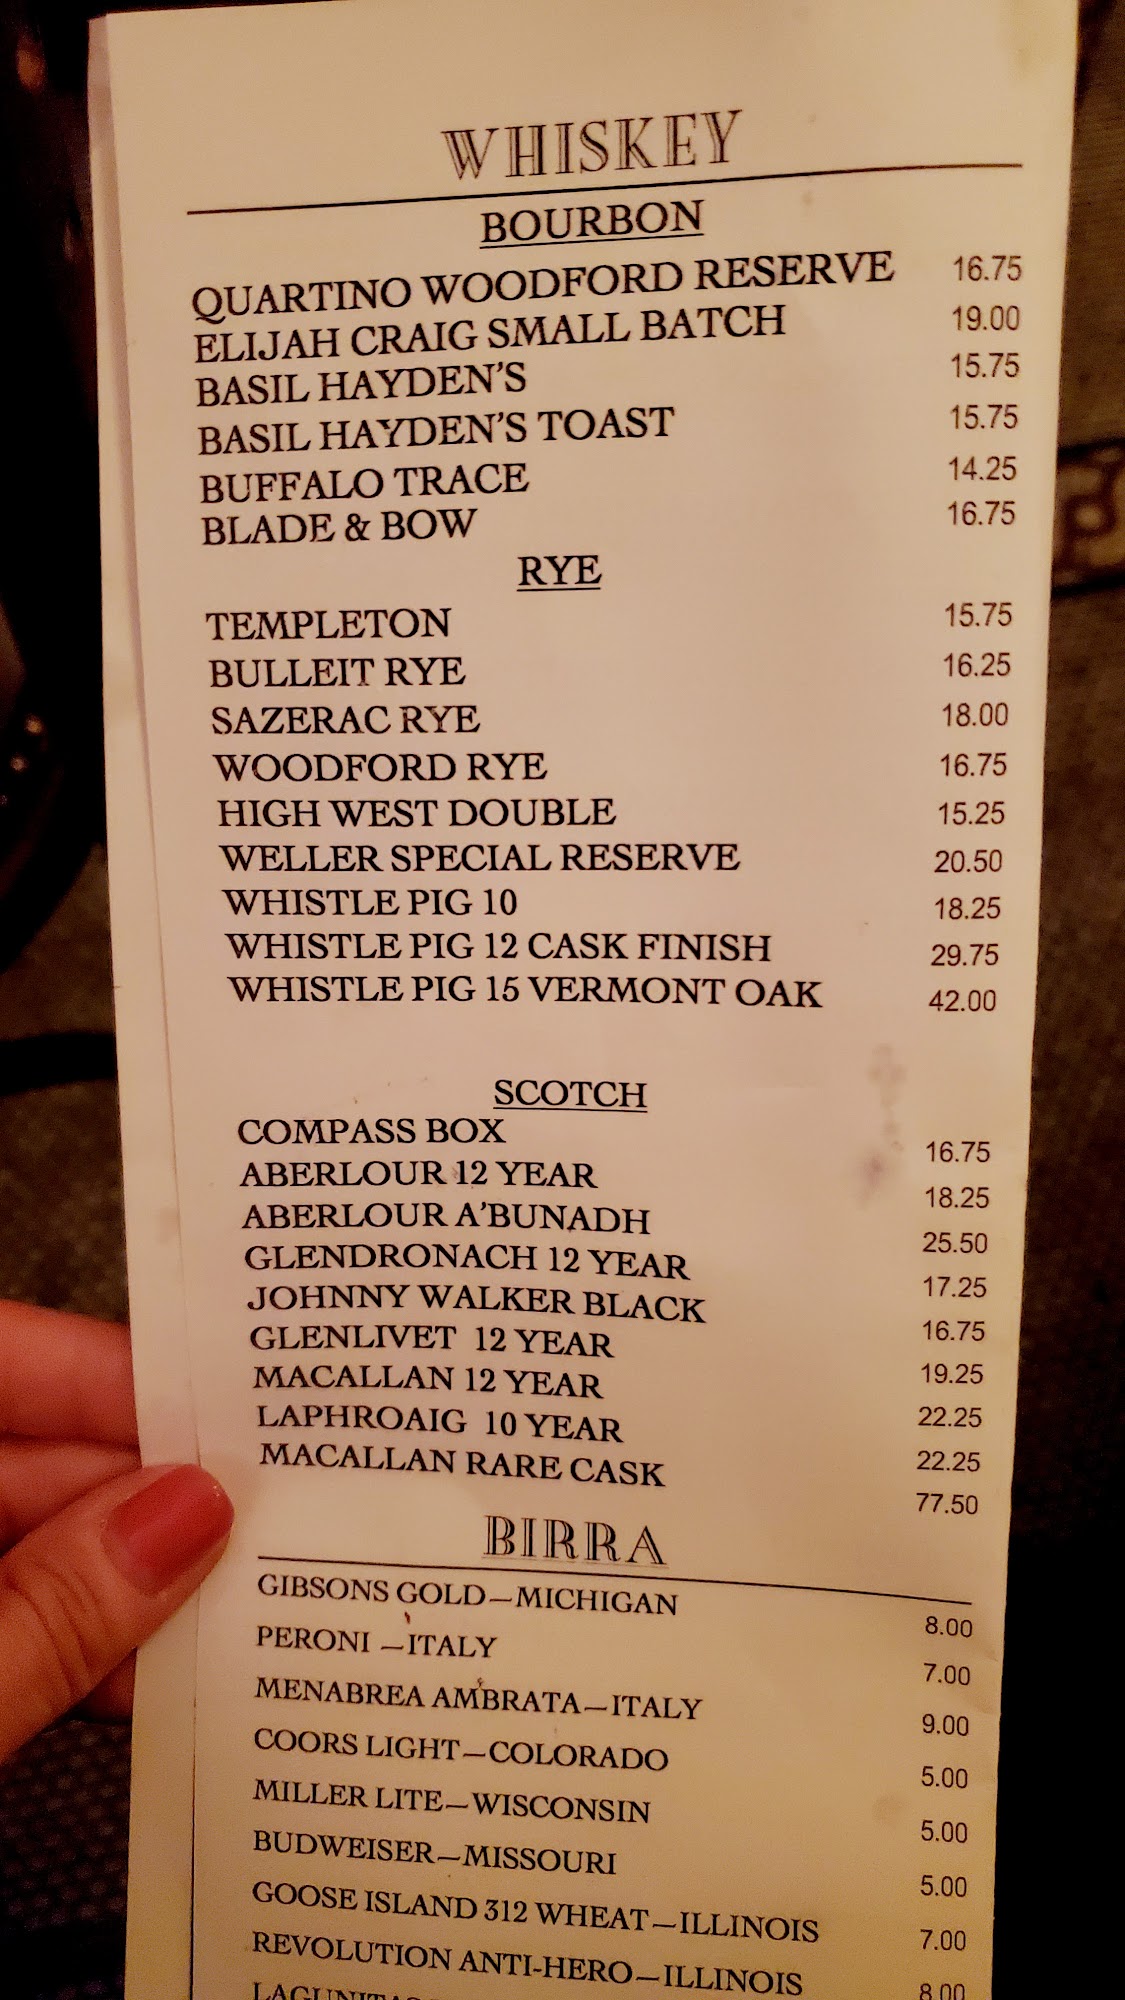 WHISKEY
BOURBON
QUARTINO WOODFORD RESERVE 16.75
ELIJAH CRAIG SMALL BATCH 19.00
BASIL HAYDEN'S 15.75
BASIL HAYDEN'S TOAST 15.75
BUFFALO TRACE 14.25
BLADE & BOW 16.75
RYE
TEMPLETON 15.75
BULLEIT RYE 16.25
SAZERAC RYE 18.00
WOODFORD RYE 16.75
HIGH WEST DOUBLE 15.25
WELLER SPECIAL RESERVE 20.50
WHISTLE PIG 10 18.25
WHISTLE PIG 12 CASK FINISH 29.75
WHISTLE PIG 15 VERMONT OAK 42.00
SCOTCH
COMPASS BOX 16.75
ABERLOUR 12 YEAR 18.25
ABERLOUR A'BUNADH 25.50
GLENDRONACH 12 YEAR 17.25
JOHNNY WALKER BLACK 16.75
GLENLIVET 12 YEAR 19.25
MACALLAN 12 YEAR 22.25
LAPHROAIG 10 YEAR 22.25
MACALLAN RARE CASK 77.50
BIRRA
GIBSONS GOLD—MICHIGAN 8.00
PERONI —ITALY 7.00
MENABREA AMBRATA—ITALY 9.00
COORS LIGHT—COLORADO 5.00
MILLER LITE—WISCONSIN 5.00
BUDWEISER—MISSOURI 5.00
GOOSE ISLAND 312 WHEAT—ILLINOIS 7.00
REVOLUTION ANTI-HERO—ILLINOIS 8.00